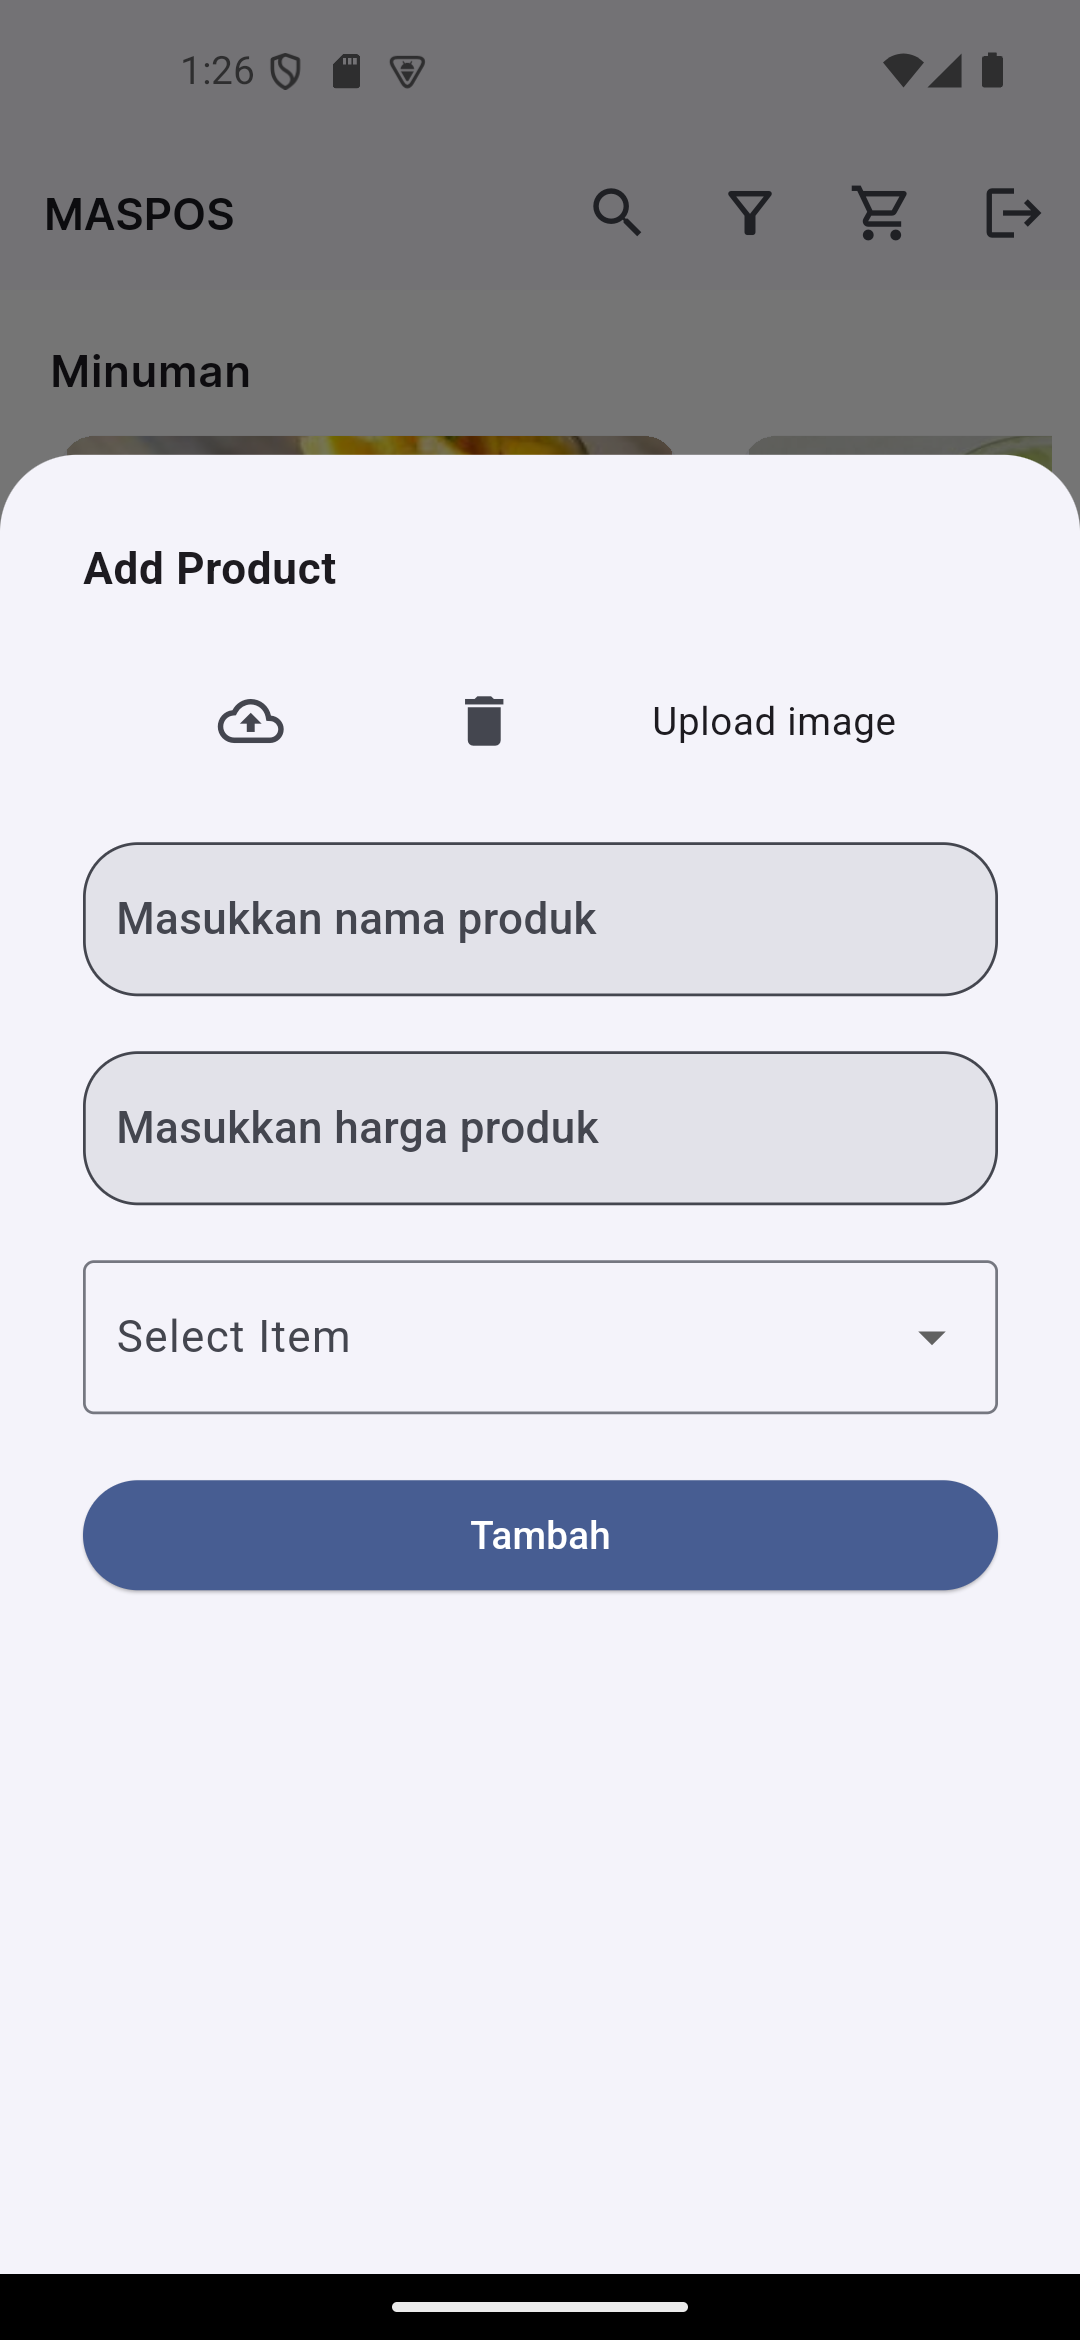 1:26
MASPOS
Minuman
Add Product
Upload image
Masukkan nama produk
Masukkan harga produk
Select Item
Tambah